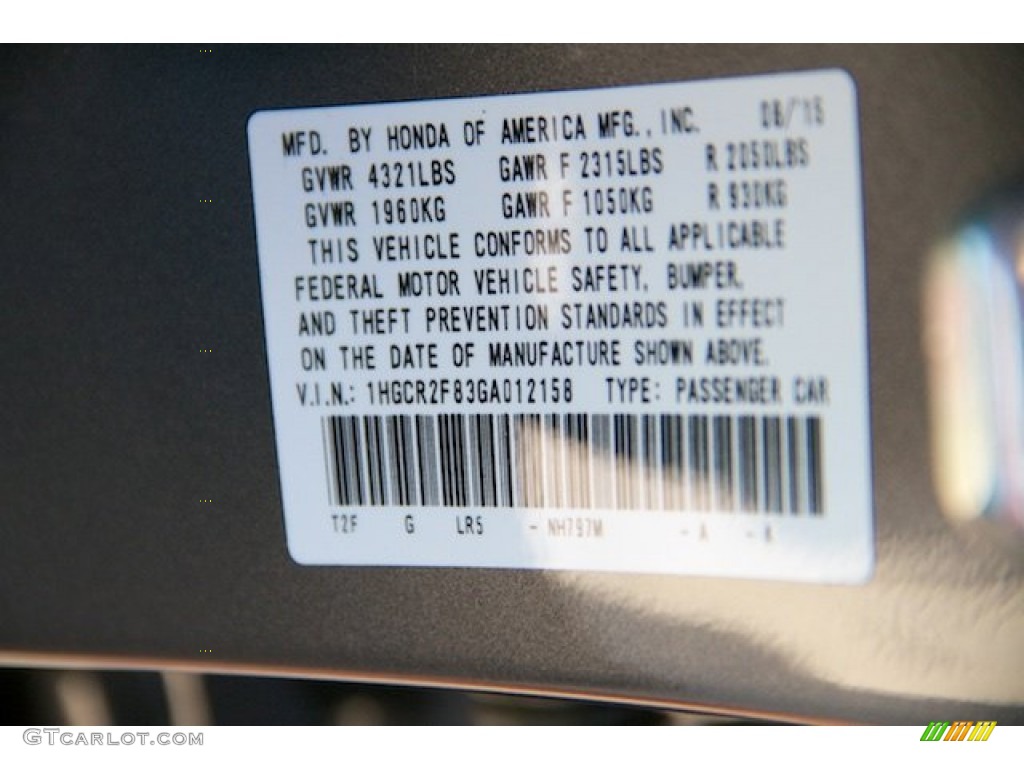 MFD. BY HONDA OF AMERICA MFG., INC. 08/15
GVWR 4321LBS GAWR F 2315LBS R 2050LBS
GVWR 1960KG GAWR F 1050KG R 930KG
THIS VEHICLE CONFORMS TO ALL APPLICABLE
FEDERAL MOTOR VEHICLE SAFETY, BUMPER,
AND THEFT PREVENTION STANDARDS IN EFFECT
ON THE DATE OF MANUFACTURE SHOWN ABOVE.
V.I.N.: 1HGCR2F83GA012158 TYPE: PASSENGER CAR
T2F G LR5 - NH797M - A - K
GTCarlot.com